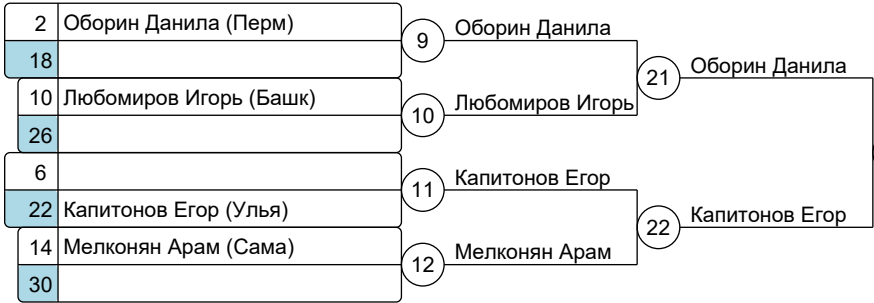 2 Оборин Данила (Перм)
18
9 Оборин Данила
10 Любомиров Игорь (Башк)
26
10 Любомиров Игорь
21 Оборин Данила
6
22 Капитонов Егор (Улья)
11 Капитонов Егор
14 Мелконян Арам (Сама)
30
12 Мелконян Арам
22 Капитонов Егор